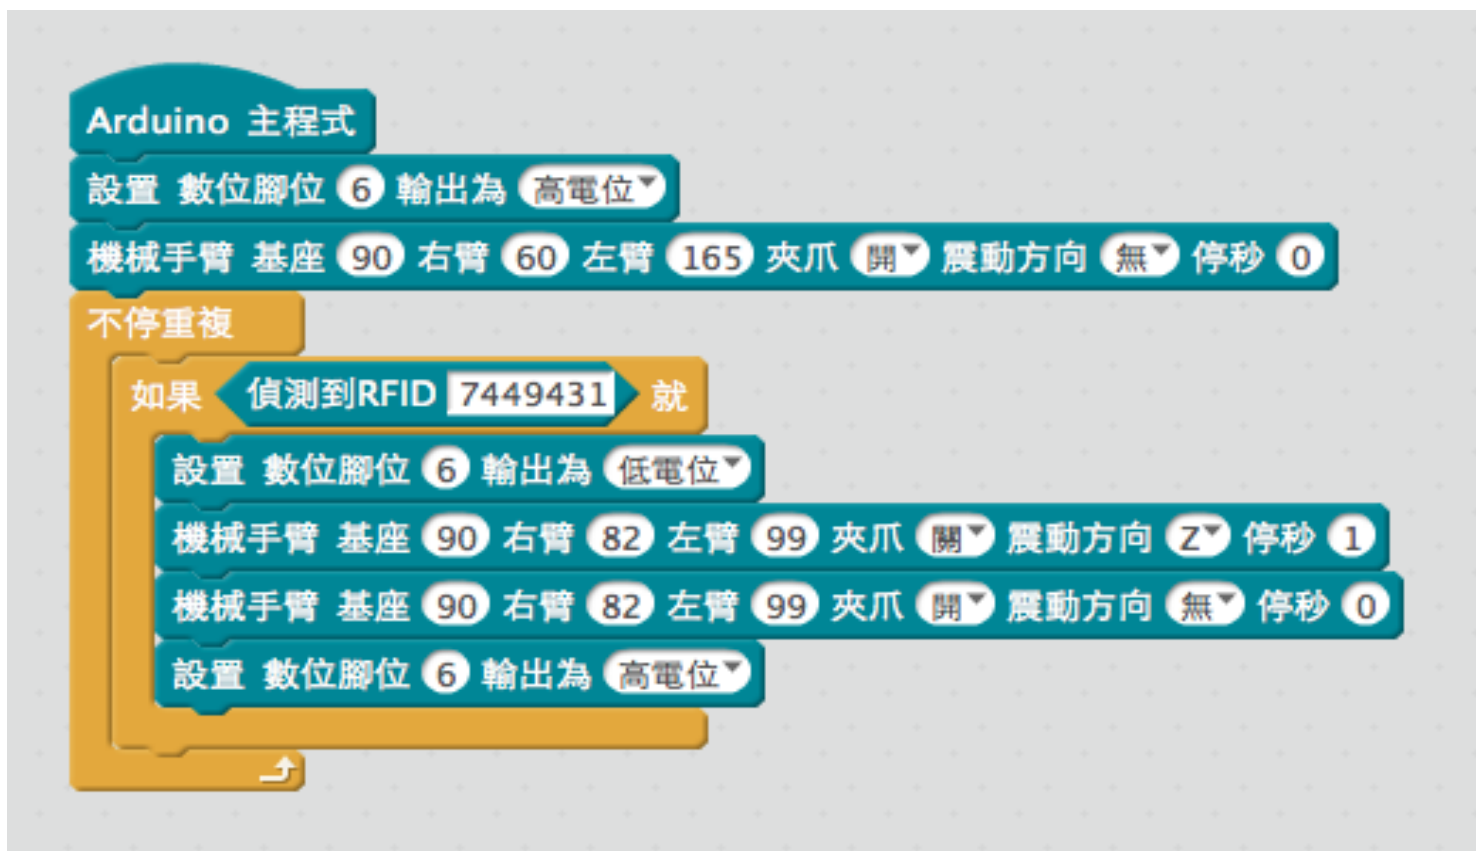 Arduino 主程式
設置 數位腳位 6 輸出為 高電位
機械手臂 基座 90 右臂 60 左臂 165 夾爪 開 震動方向 無 停秒 0
不停重複
如果 偵測到RFID 7449431 就
設置 數位腳位 6 輸出為 低電位
機械手臂 基座 90 右臂 82 左臂 99 夾爪 關 震動方向 Z 停秒 1
機械手臂 基座 90 右臂 82 左臂 99 夾爪 開 震動方向 無 停秒 0
設置 數位腳位 6 輸出為 高電位